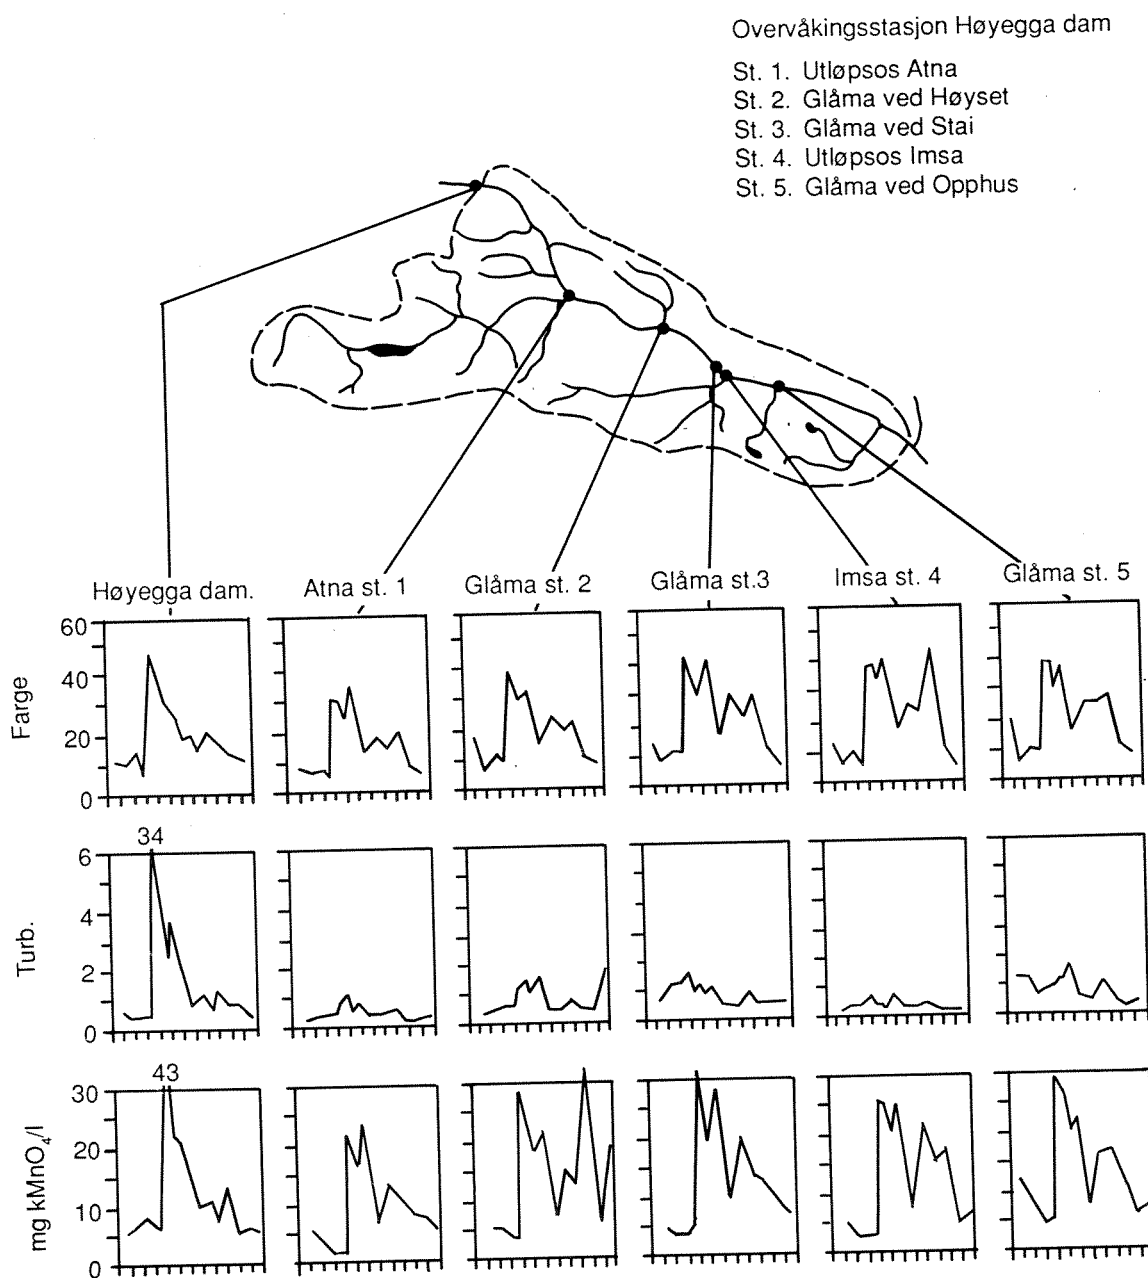 Overvåkingsstasjon Høyegga dam
St. 1. Utløpsos Atna
St. 2. Glåma ved Høyset
St. 3. Glåma ved Stai
St. 4. Utløpsos Imsa
St. 5. Glåma ved Opphus
Høyegga dam. Atna st. 1 Glåma st. 2 Glåma st.3 Imsa st. 4 Glåma st. 5
Farge
60
40
20
0
Turb.
34
6
4
2
0
mg kMnO₄/l
43
30
20
10
0